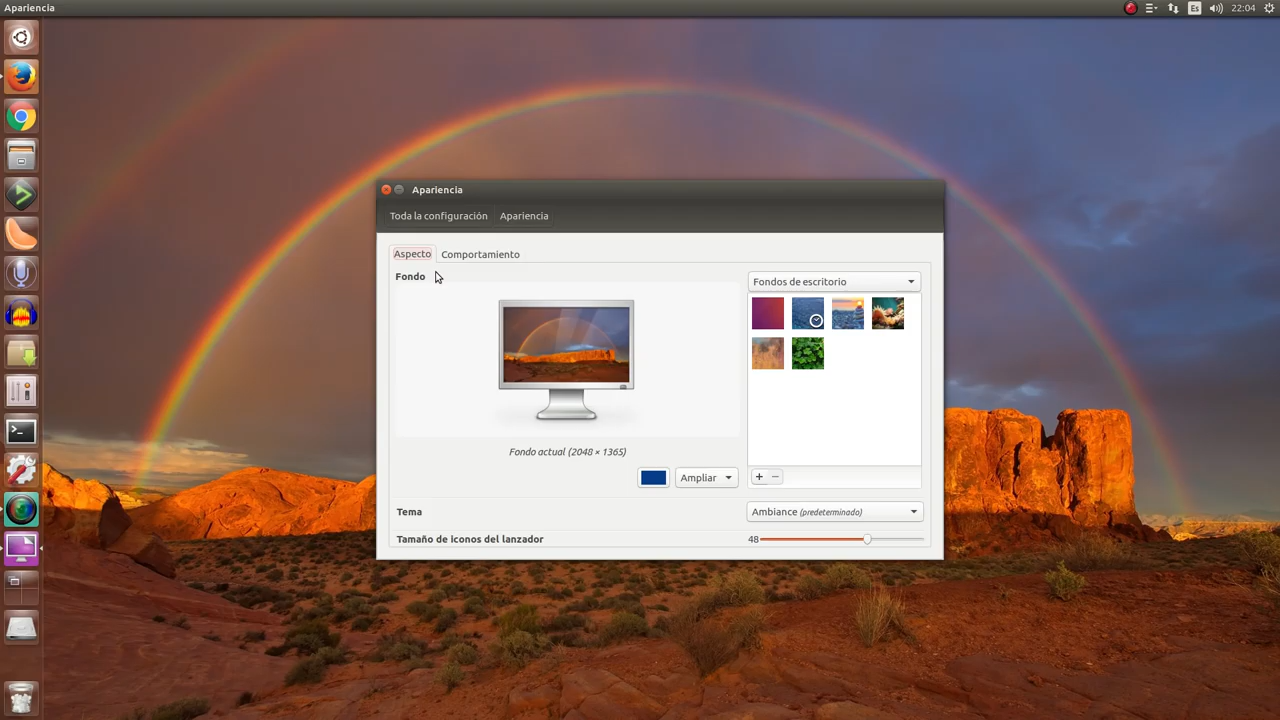 Apariencia
Es
22:04
Apariencia
Toda la configuración Apariencia
Aspecto Comportamiento
Fondo
Fondos de escritorio
Fondo actual (2048 × 1365)
Ampliar
+ −
Tema
Ambiance (predeterminado)
Tamaño de iconos del lanzador
48